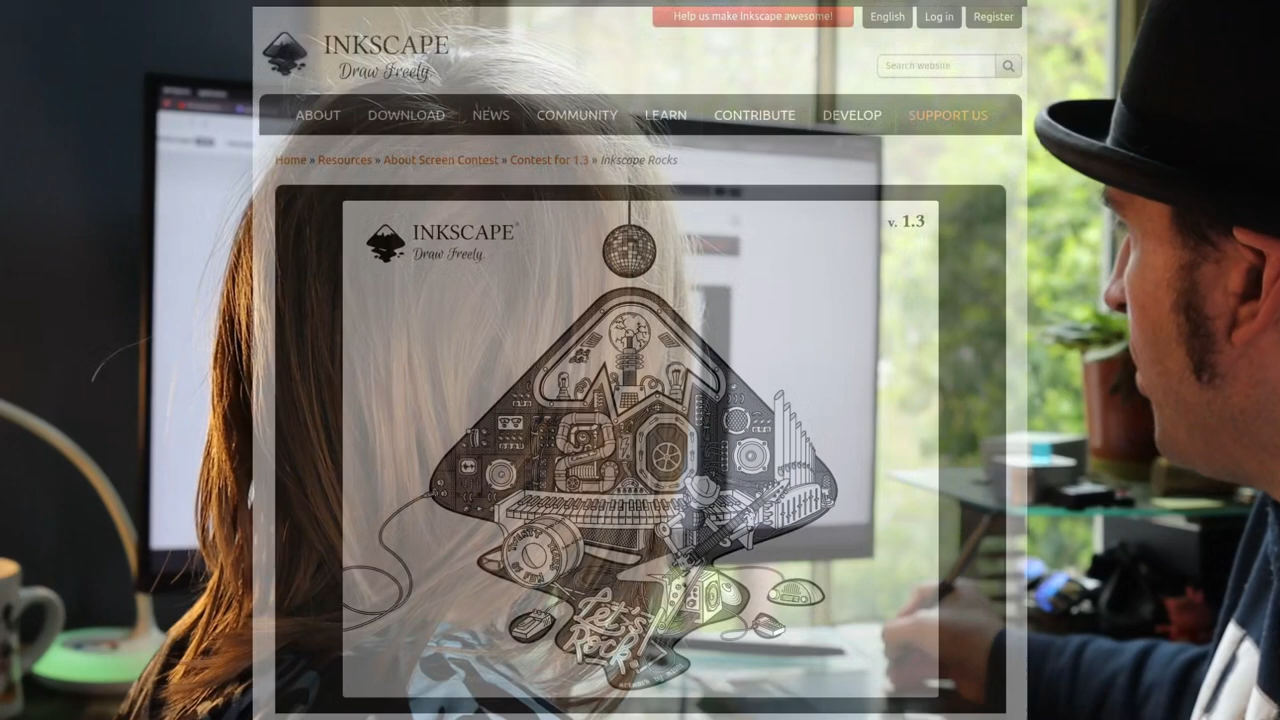 Help us make Inkscape awesome!
English
Log in
Register
INKSCAPE
Draw Freely
Search website
ABOUT DOWNLOAD NEWS COMMUNITY LEARN CONTRIBUTE DEVELOP SUPPORT US
Home » Resources » About Screen Contest » Contest for 1.3 » Inkscape Rocks
v. 1.3
INKSCAPE
Draw Freely
Let's
Rock!